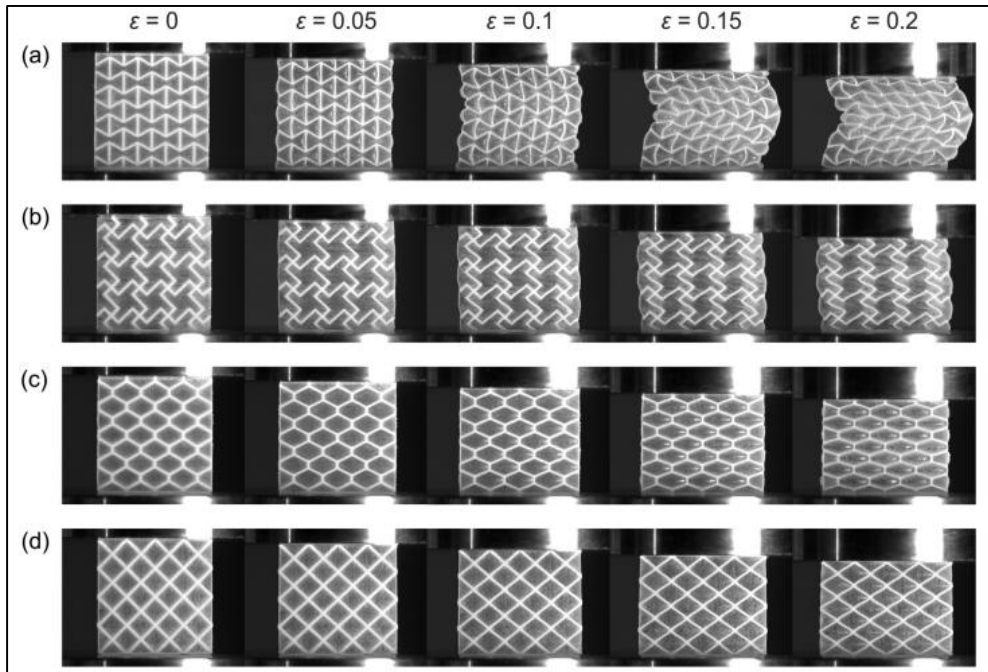 ε = 0 ε = 0.05 ε = 0.1 ε = 0.15 ε = 0.2
(a)
(b)
(c)
(d)